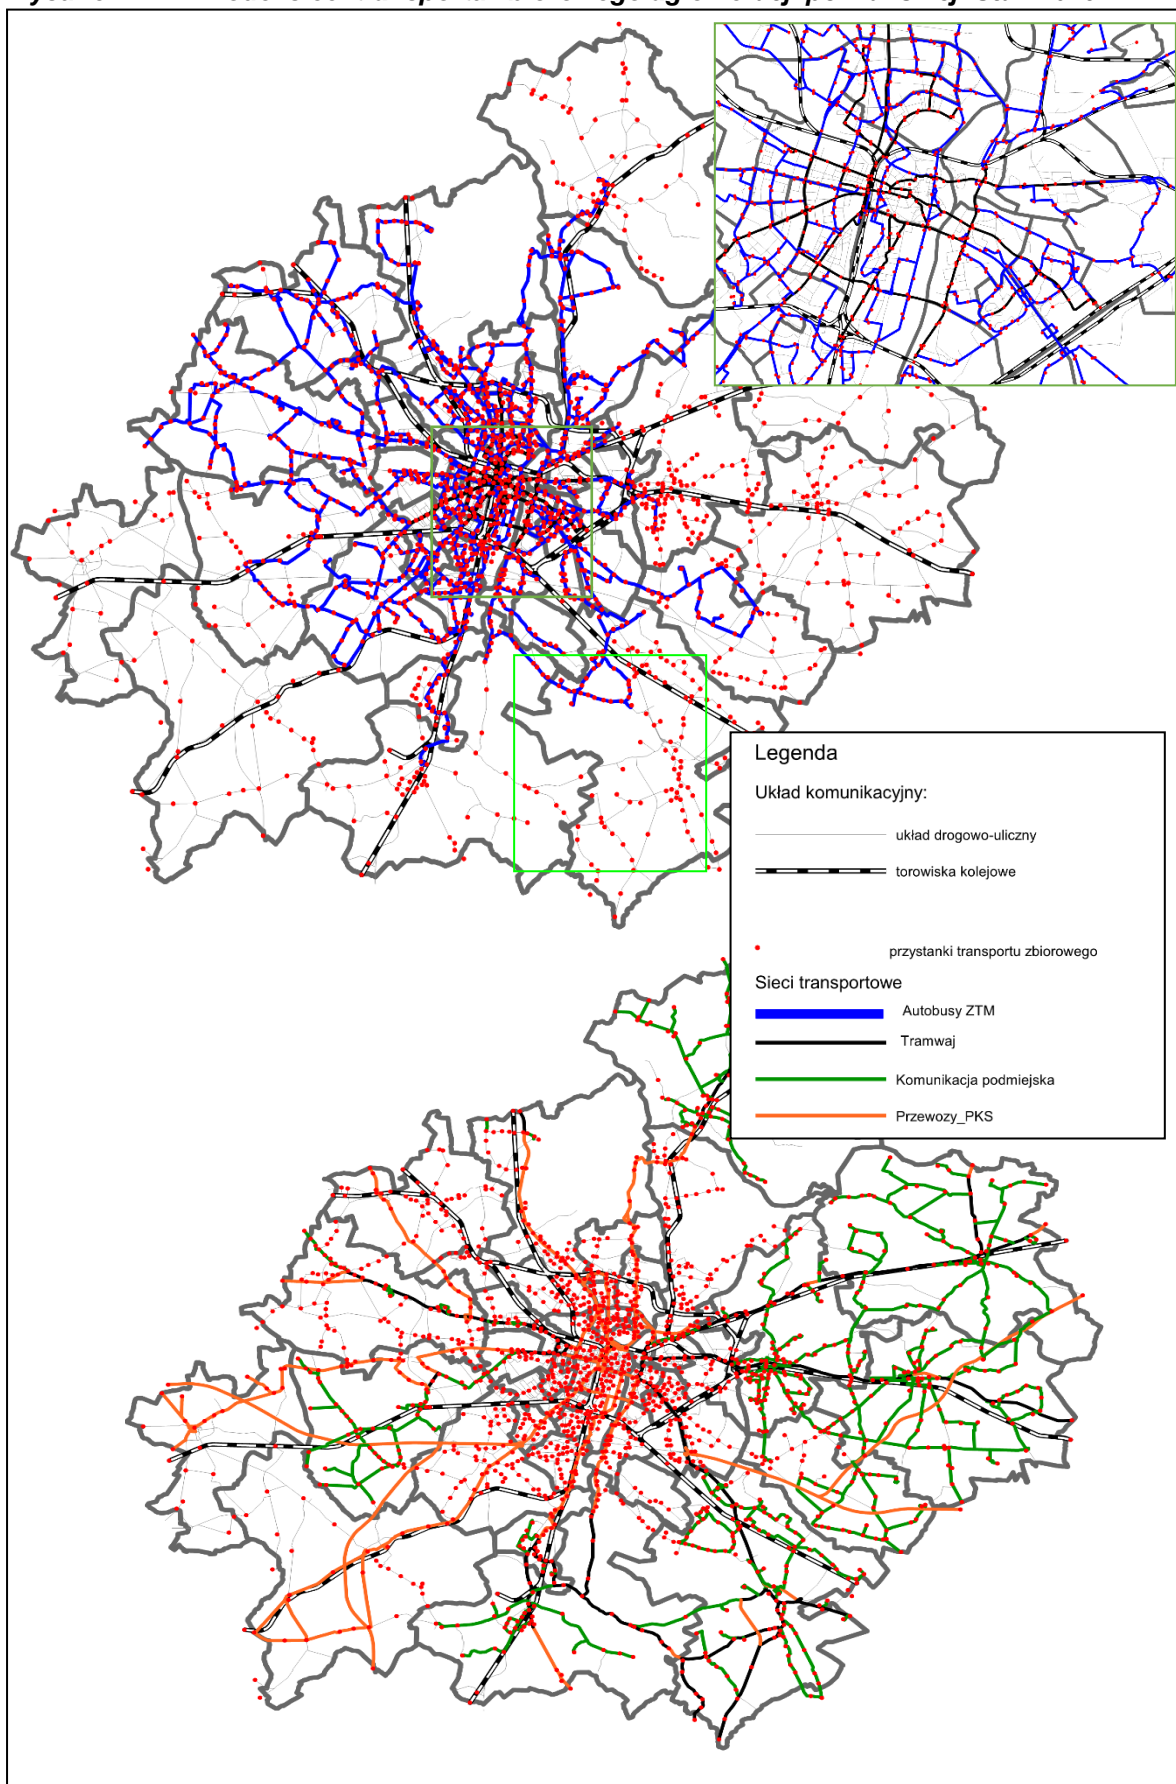 Legenda
Układ komunikacyjny:
układ drogowo-uliczny
torowiska kolejowe
przystanki transportu zbiorowego
Sieci transportowe
Autobusy ZTM
Tramwaj
Komunikacja podmiejska
Przewozy_PKS